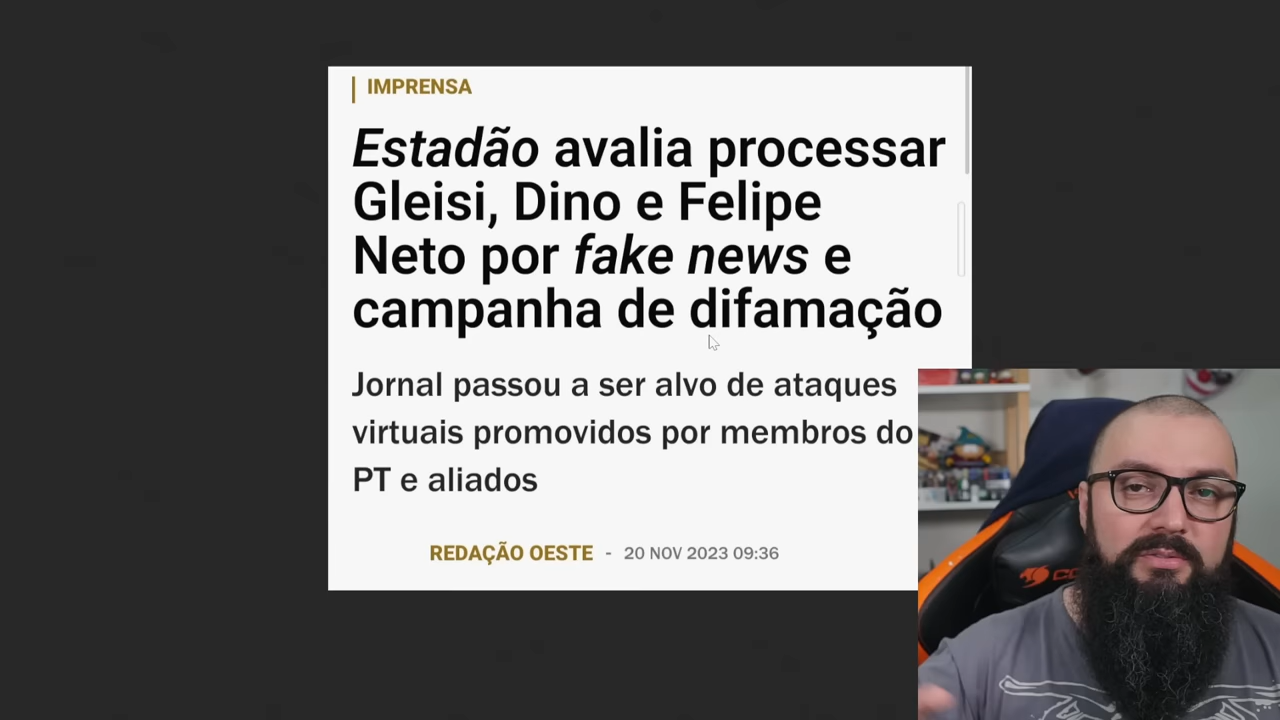 IMPRENSA
Estadão avalia processar
Gleisi, Dino e Felipe
Neto por fake news e
campanha de difamação
Jornal passou a ser alvo de ataques
virtuais promovidos por membros do
PT e aliados
REDAÇÃO OESTE - 20 NOV 2023 09:36